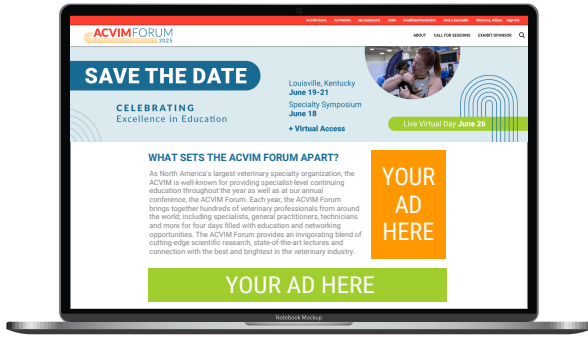 ACVIM Home ACVIM360 My Dashboard JVIM Deadlines/Reminders Find a Specialist Welcome, Allison Sign Out
ACVIMFORUM
2025
ABOUT CALL FOR SESSIONS EXHIBIT/SPONSOR
SAVE THE DATE
CELEBRATING
Excellence in Education
Louisville, Kentucky
June 19-21
Specialty Symposium
June 18
+ Virtual Access
Live Virtual Day June 26
WHAT SETS THE ACVIM FORUM APART?
As North America's largest veterinary specialty organization, the
ACVIM is well-known for providing specialist-level continuing
education throughout the year as well as at our annual
conference, the ACVIM Forum. Each year, the ACVIM Forum
brings together hundreds of veterinary professionals from around
the world; including specialists, general practitioners, technicians
and more for four days filled with education and networking
opportunities. The ACVIM Forum provides an invigorating blend of
cutting-edge scientific research, state-of-the-art lectures and
connection with the best and brightest in the veterinary industry.
YOUR
AD
HERE
YOUR AD HERE
Notebook Mockup